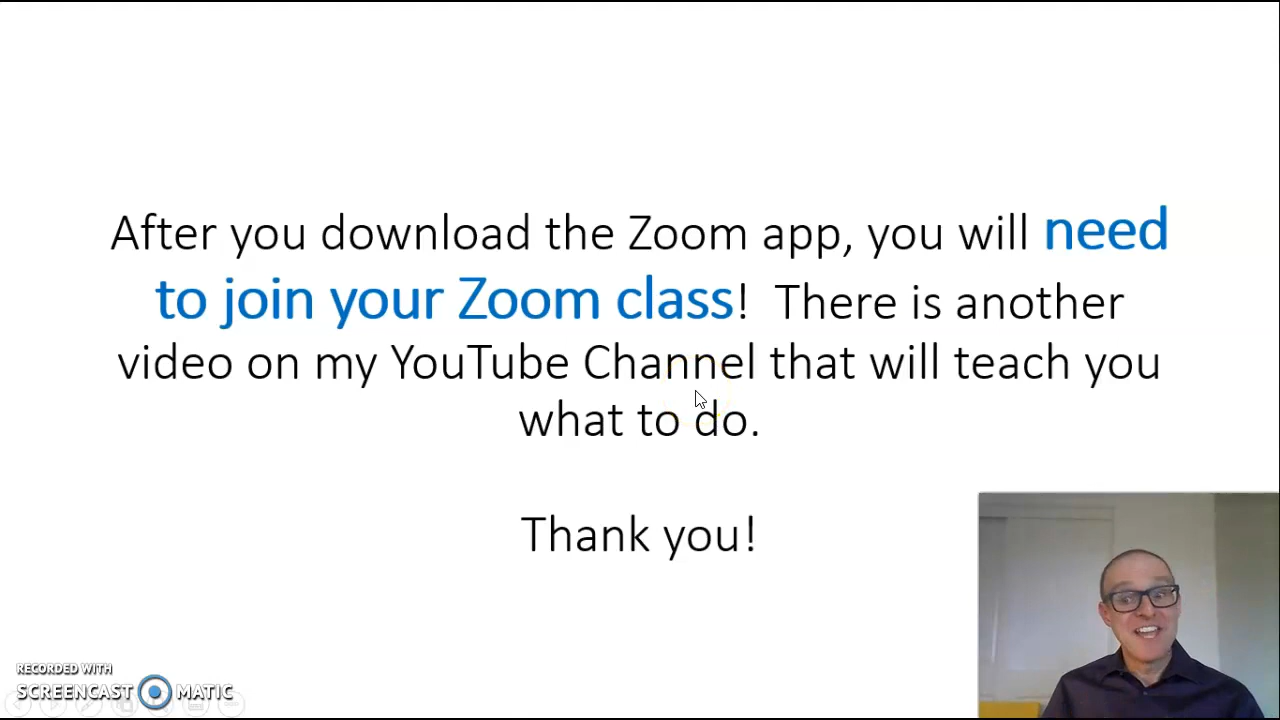 After you download the Zoom app, you will need
to join your Zoom class!  There is another
video on my YouTube Channel that will teach you
what to do.
Thank you!
RECORDED WITH
SCREENCAST MATIC